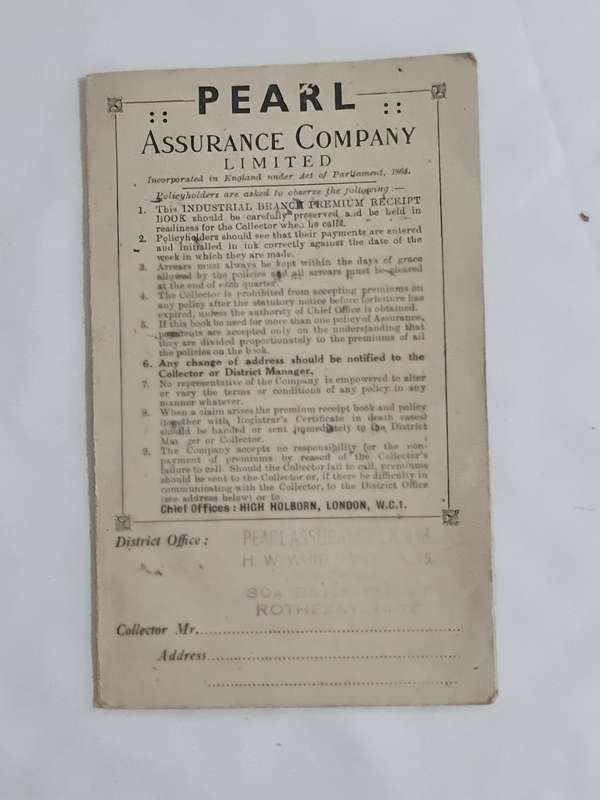 PEARL
ASSURANCE COMPANY
LIMITED
Incorporated in England under Act of Parliament, 1864.
Policyholders are asked to observe the following :—
1. This INDUSTRIAL BRANCH PREMIUM RECEIPT
BOOK should be carefully preserved and be held in
readiness for the Collector when he calls.
2. Policyholders should see that their payments are entered
and initialled in ink correctly against the date of the
week in which they are made.
3. Arrears must always be kept within the days of grace
allowed by the policies and all arrears must be cleared
at the end of each quarter.
4. The Collector is prohibited from accepting premiums on
any policy after the statutory notice before forfeiture has
expired, unless the authority of Chief Office is obtained.
5. If this book be used for more than one policy of Assurance,
payments are accepted only on the understanding that
they are divided proportionately to the premiums of all
the policies on the book.
6. Any change of address should be notified to the
Collector or District Manager.
7. No representative of the Company is empowered to alter
or vary the terms or conditions of any policy in any
manner whatever.
8. When a claim arises the premium receipt book and policy
(together with Registrar's Certificate in death cases)
should be handed or sent immediately to the District
Manager or Collector.
9. The Company accepts no responsibility for the non-
payment of premiums by reason of the Collector's
failure to call. Should the Collector fail to call, premiums
should be sent to the Collector or, if there be difficulty in
communicating with the Collector, to the District Office
(see address below) or to
Chief Offices : HIGH HOLBORN, LONDON, W.C.1.
District Office :
PEARL ASSURANCE
H. W.
ROTHESAY
Collector Mr.
Address